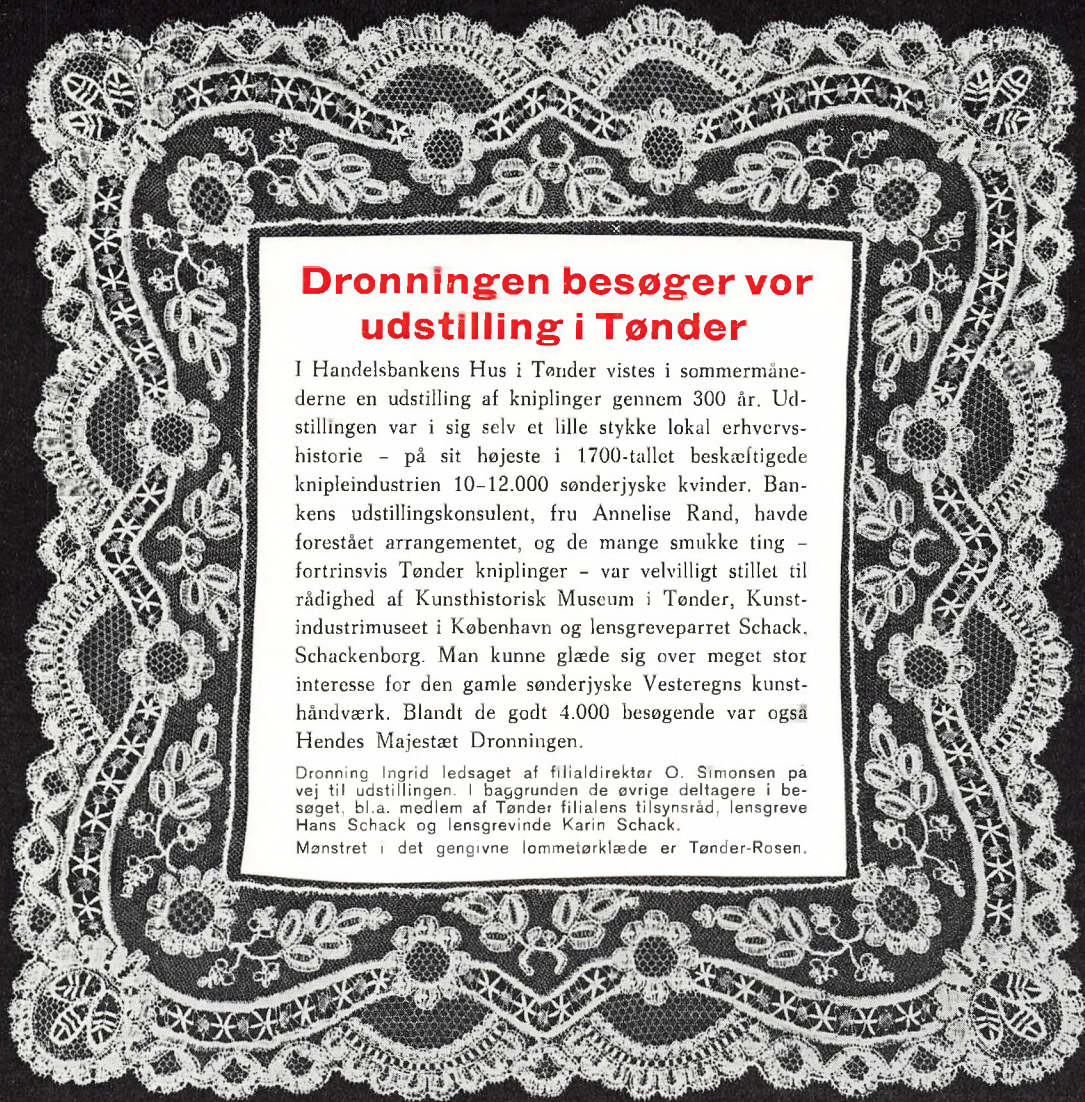 Dronningen besøger vor
udstilling i Tønder
I Handelsbankens Hus i Tønder vistes i sommermåne-
derne en udstilling af kniplinger gennem 300 år. Ud-
stillingen var i sig selv et lille stykke lokal erhvervs-
historie – på sit højeste i 1700-tallet beskæftigede
knipleindustrien 10–12.000 sønderjyske kvinder. Ban-
kens udstillingskonsulent, fru Annelise Rand, havde
forestået arrangementet, og de mange smukke ting –
fortrinsvis Tønder kniplinger – var velvilligt stillet til
rådighed af Kunsthistorisk Museum i Tønder, Kunst-
industrimuseet i København og lensgreveparret Schack,
Schackenborg. Man kunne glæde sig over meget stor
interesse for den gamle sønderjyske Vesteregns kunst-
håndværk. Blandt de godt 4.000 besøgende var også
Hendes Majestæt Dronningen.
Dronning Ingrid ledsaget af filialdirektør O. Simonsen på
vej til udstillingen. I baggrunden de øvrige deltagere i be-
søget, bl.a. medlem af Tønder filialens tilsynsråd, lensgreve
Hans Schack og lensgrevinde Karin Schack.
Mønstret i det gengivne lommetørklæde er Tønder-Rosen.